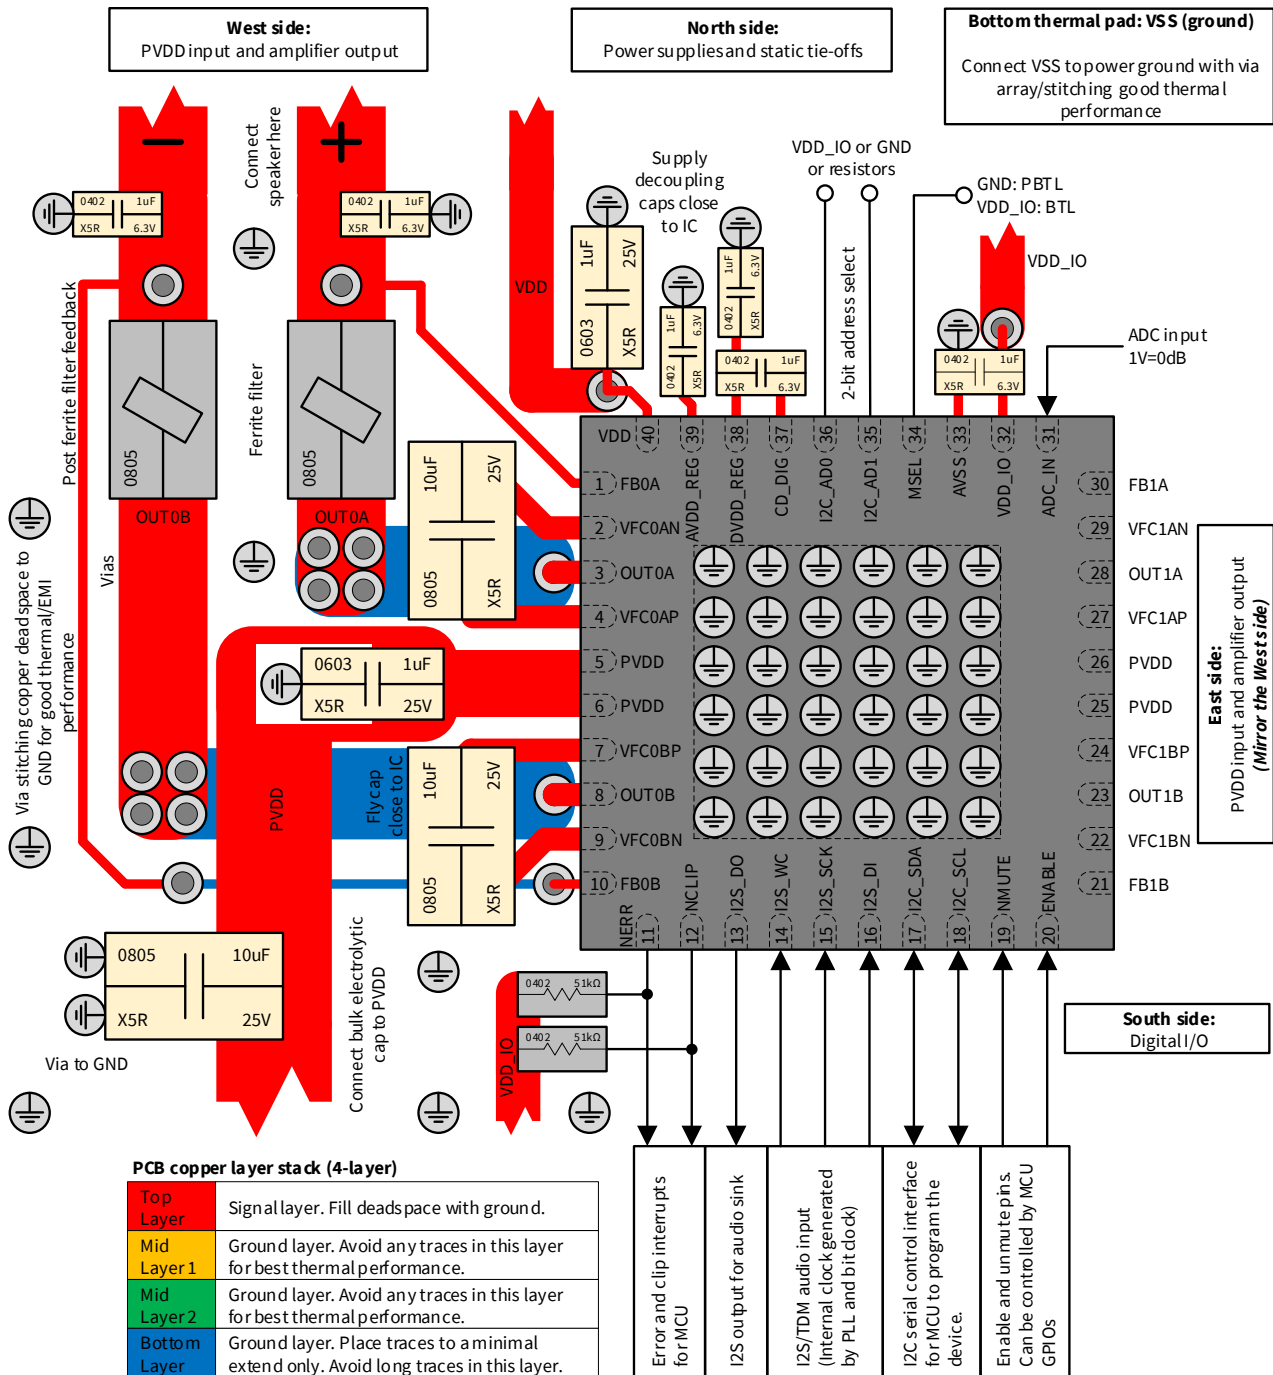 West side:
PVDD input and amplifier output
North side:
Power supplies and static tie-offs
Bottom thermal pad: VSS (ground)
Connect VSS to power ground with via
array/stitching good thermal
performance
−
+
Connect
speaker here
0402 1uF
X5R 6.3V
0402 1uF
X5R 6.3V
Post ferrite filter feedback
Ferrite filter
0805
0805
OUT0B
OUT0A
Vias
Via stitching copper deadspace to
GND for good thermal/EMI
performance
VDD
1uF 25V
0603 X5R
Supply
decoupling
caps close
to IC
1uF 6.3V
0402 X5R
1uF 6.3V
0402 X5R
0402 1uF
X5R 6.3V
VDD_IO or GND
or resistors
2-bit address select
GND: PBTL
VDD_IO: BTL
VDD_IO
0402 1uF
X5R 6.3V
ADC input
1V=0dB
VDD 40
39 AVDD_REG
38 DVDD_REG
37 CD_DIG
36 I2C_AD0
35 I2C_AD1
34 MSEL
33 AVSS
32 VDD_IO
31 ADC_IN
10uF 25V
0805 X5R
1 FB0A
2 VFC0AN
3 OUT0A
4 VFC0AP
5 PVDD
6 PVDD
7 VFC0BP
8 OUT0B
9 VFC0BN
10 FB0B
30 FB1A
29 VFC1AN
28 OUT1A
27 VFC1AP
26 PVDD
25 PVDD
24 VFC1BP
23 OUT1B
22 VFC1BN
21 FB1B
East side:
PVDD input and amplifier output
(Mirror the West side)
0603 1uF
X5R 25V
PVDD
Fly cap
close to IC
10uF 25V
0805 X5R
NERR 11
NCLIP 12
I2S_DO 13
I2S_WC 14
I2S_SCK 15
I2S_DI 16
I2C_SDA 17
I2C_SCL 18
NMUTE 19
ENABLE 20
0805 10uF
X5R 25V
Via to GND
Connect bulk electrolytic
cap to PVDD
0402 51kΩ
0402 51kΩ
VDD_IO
South side:
Digital I/O
Error and clip interrupts
for MCU
I2S output for audio sink
I2S/TDM audio input
(Internal clock generated
by PLL and bit clock)
I2C serial control interface
for MCU to program the
device.
Enable and unmute pins.
Can be controlled by MCU
GPIOs
PCB copper layer stack (4-layer)
Top
Layer
Signal layer. Fill deadspace with ground.
Mid
Layer 1
Ground layer. Avoid any traces in this layer
for best thermal performance.
Mid
Layer 2
Ground layer. Avoid any traces in this layer
for best thermal performance.
Bottom
Layer
Ground layer. Place traces to a minimal
extend only. Avoid long traces in this layer.